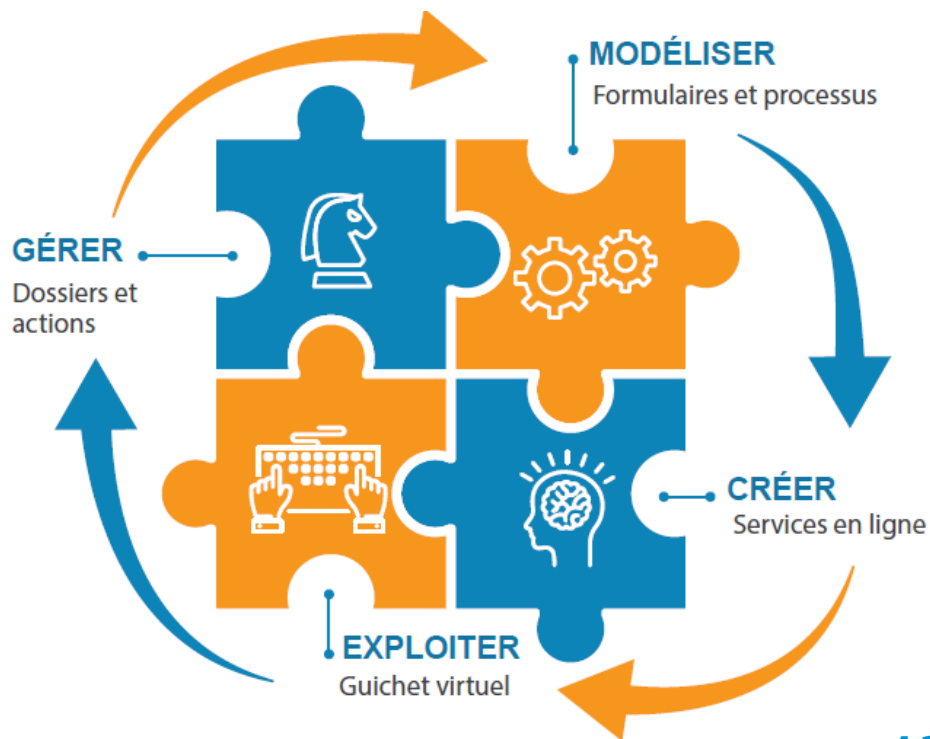 MODÉLISER
Formulaires et processus
GÉRER
Dossiers et
actions
CRÉER
Services en ligne
EXPLOITER
Guichet virtuel